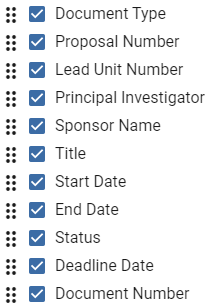 Document Type
Proposal Number
Lead Unit Number
Principal Investigator
Sponsor Name
Title
Start Date
End Date
Status
Deadline Date
Document Number